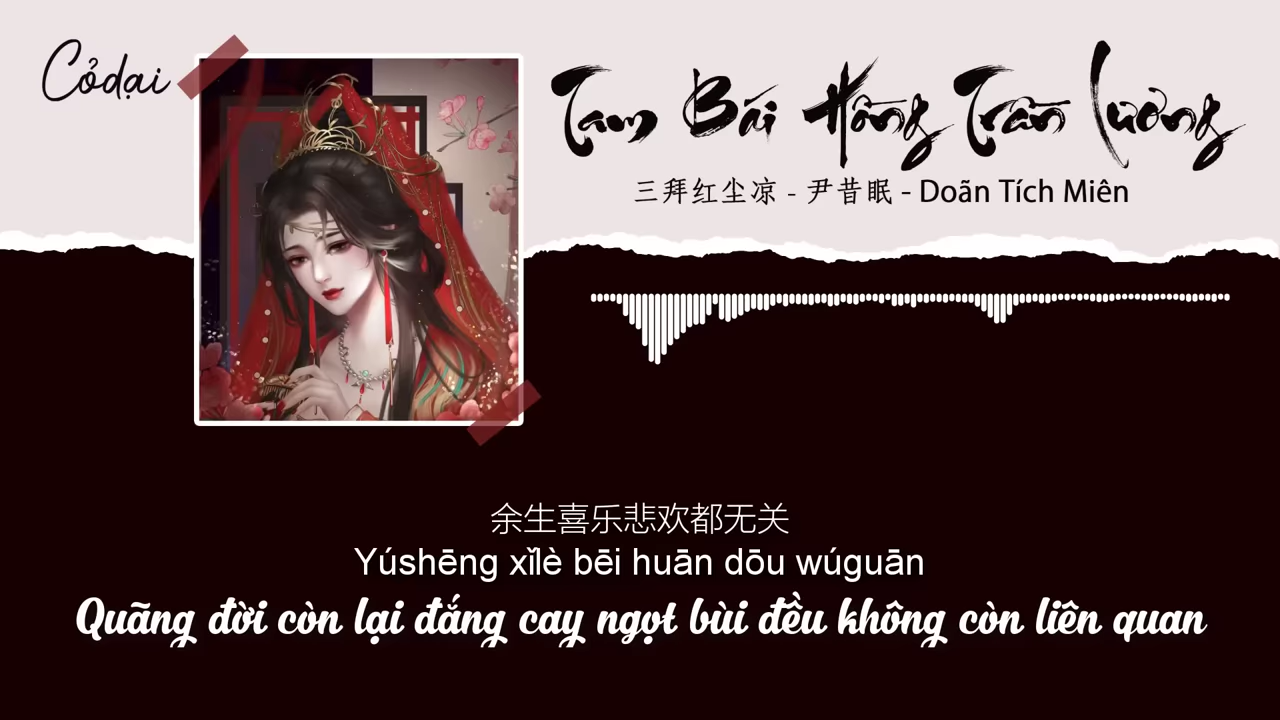 Cỏdại
Tam Bái Hồng Trần Lương
三拜红尘凉 - 尹昔眠 - Doãn Tích Miên
余生喜乐悲欢都无关
Yúshēng xǐlè bēi huān dōu wúguān
Quãng đời còn lại đắng cay ngọt bùi đều không còn liên quan